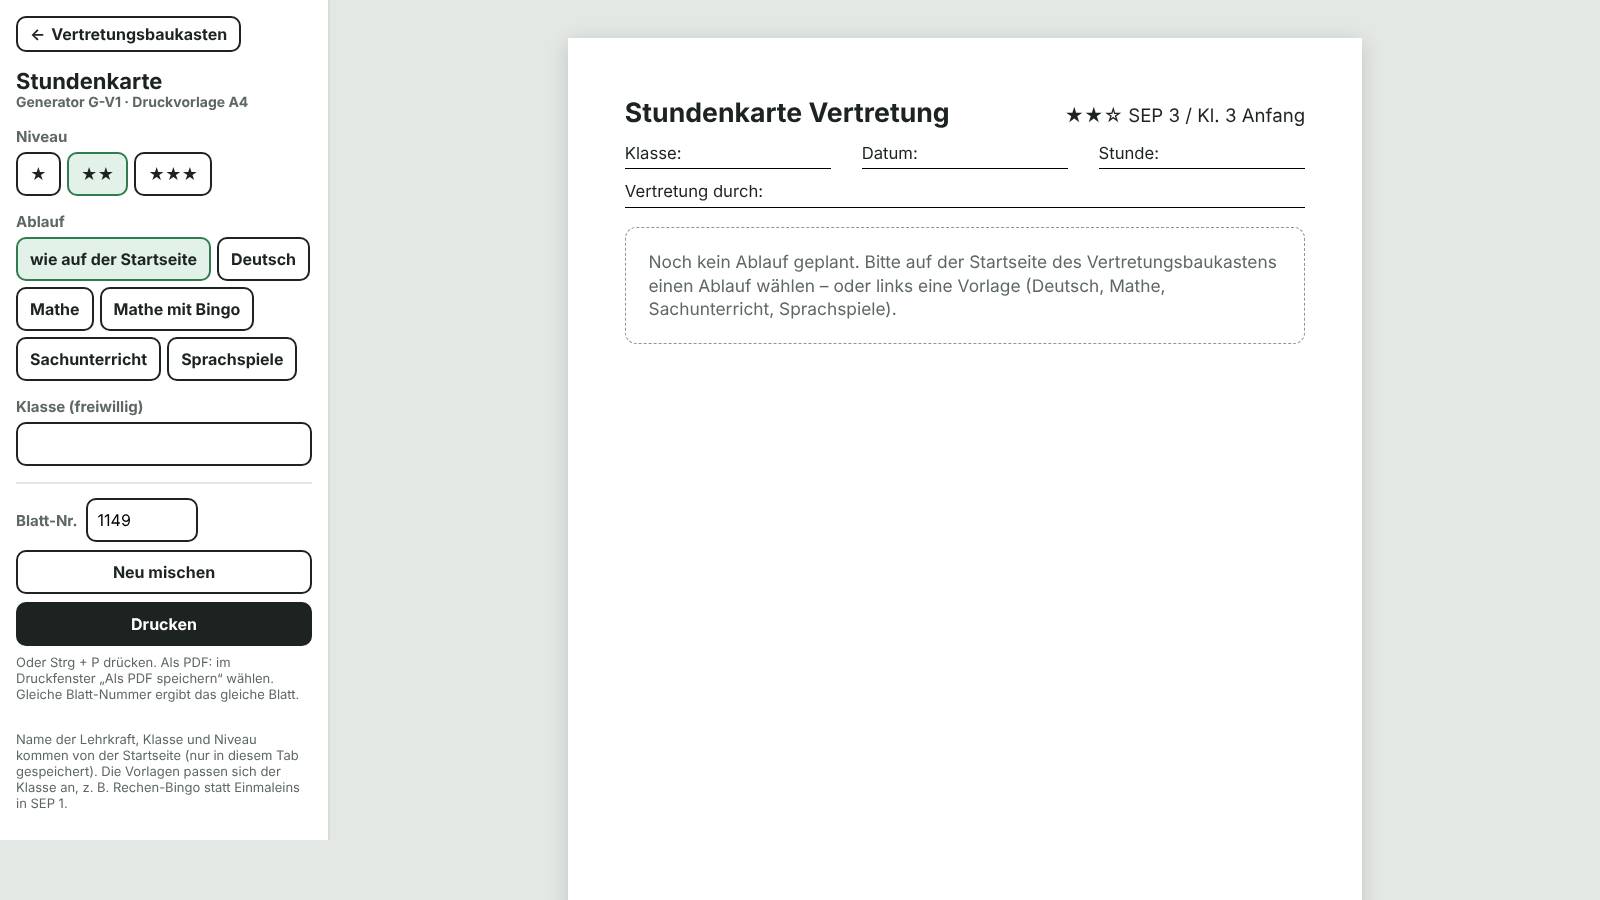 ← Vertretungsbaukasten
Stundenkarte
Generator G-V1 · Druckvorlage A4
Niveau
★ ★★ ★★★
Ablauf
wie auf der Startseite Deutsch
Mathe Mathe mit Bingo
Sachunterricht Sprachspiele
Klasse (freiwillig)
Blatt-Nr. 1149
Neu mischen
Drucken
Oder Strg + P drücken. Als PDF: im
Druckfenster „Als PDF speichern“ wählen.
Gleiche Blatt-Nummer ergibt das gleiche Blatt.
Name der Lehrkraft, Klasse und Niveau
kommen von der Startseite (nur in diesem Tab
gespeichert). Die Vorlagen passen sich der
Klasse an, z. B. Rechen-Bingo statt Einmaleins
in SEP 1.
Stundenkarte Vertretung ★★☆ SEP 3 / Kl. 3 Anfang
Klasse: Datum: Stunde:
Vertretung durch:
Noch kein Ablauf geplant. Bitte auf der Startseite des Vertretungsbaukastens
einen Ablauf wählen – oder links eine Vorlage (Deutsch, Mathe,
Sachunterricht, Sprachspiele).